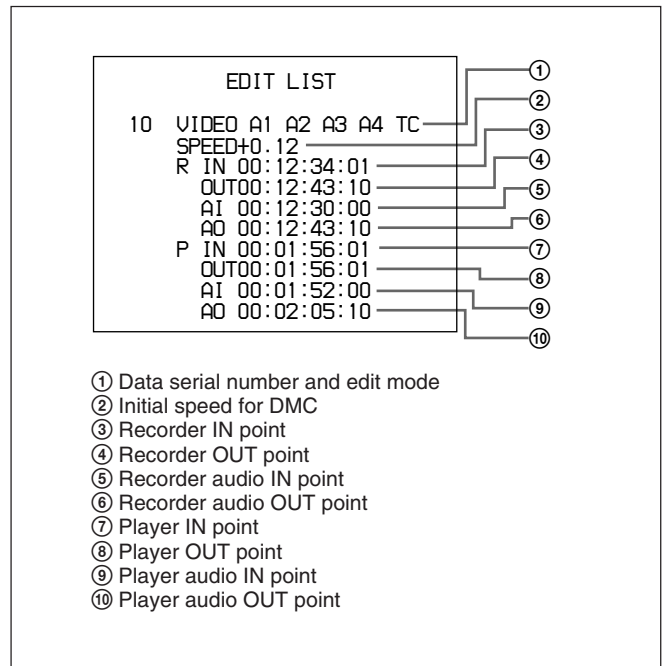 EDIT LIST
10 VIDEO A1 A2 A3 A4 TC
SPEED+0.12
R IN 00:12:34:01
OUT00:12:43:10
AI 00:12:30:00
AO 00:12:43:10
P IN 00:01:56:01
OUT00:01:56:01
AI 00:01:52:00
AO 00:02:05:10
①
②
③
④
⑤
⑥
⑦
⑧
⑨
⑩
① Data serial number and edit mode
② Initial speed for DMC
③ Recorder IN point
④ Recorder OUT point
⑤ Recorder audio IN point
⑥ Recorder audio OUT point
⑦ Player IN point
⑧ Player OUT point
⑨ Player audio IN point
⑩ Player audio OUT point